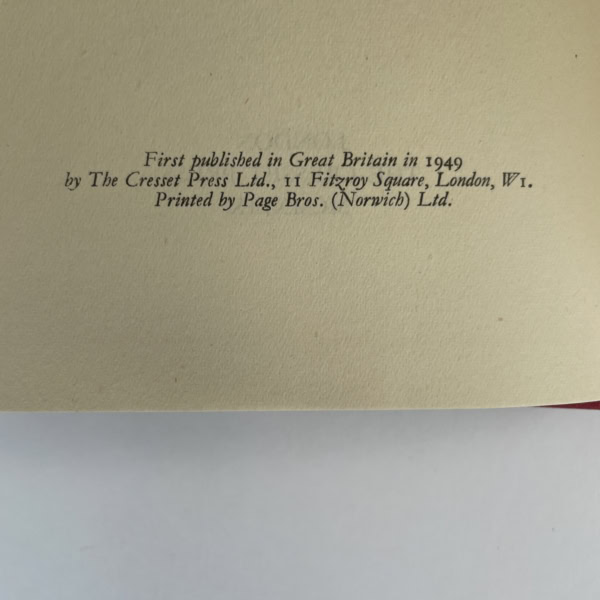 First published in Great Britain in 1949
by The Cresset Press Ltd., 11 Fitzroy Square, London, W1.
Printed by Page Bros. (Norwich) Ltd.